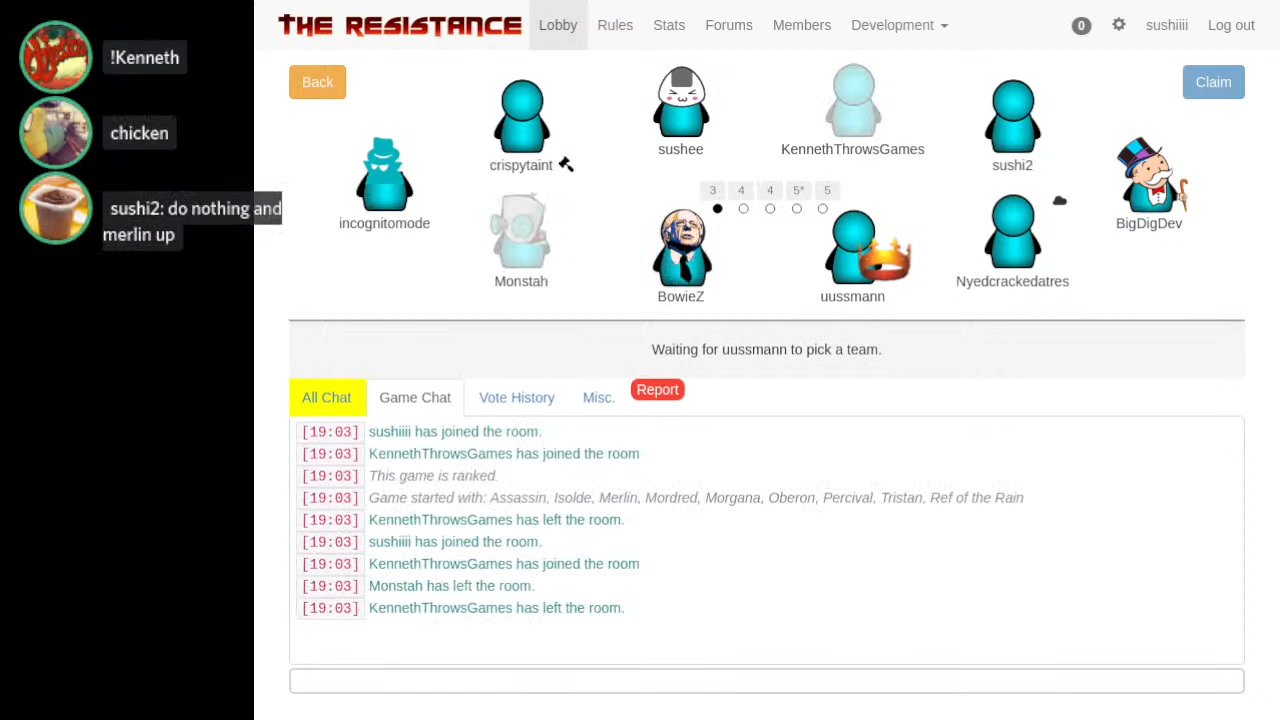 !Kenneth
chicken
sushi2: do nothing and
merlin up
THE RESISTANCE
Lobby
Rules
Stats
Forums
Members
Development
0
sushiiii
Log out
Back
Claim
crispytaint
sushee
KennethThrowsGames
sushi2
incognitomode
BigDigDev
3 4 4 5* 5
Monstah
BowieZ
uussmann
Nyedcrackedatres
Waiting for uussmann to pick a team.
All Chat
Game Chat
Vote History
Misc.
Report
[19:03] sushiiii has joined the room.
[19:03] KennethThrowsGames has joined the room
[19:03] This game is ranked.
[19:03] Game started with: Assassin, Isolde, Merlin, Mordred, Morgana, Oberon, Percival, Tristan, Ref of the Rain
[19:03] KennethThrowsGames has left the room.
[19:03] sushiiii has joined the room.
[19:03] KennethThrowsGames has joined the room
[19:03] Monstah has left the room.
[19:03] KennethThrowsGames has left the room.